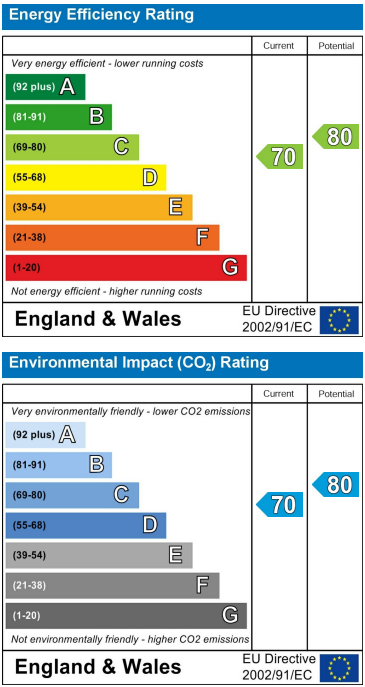 Energy Efficiency Rating
Current Potential
Very energy efficient - lower running costs
(92 plus) A
(81-91) B
(69-80) C
(55-68) D
(39-54) E
(21-38) F
(1-20) G
70
80
Not energy efficient - higher running costs
England & Wales
EU Directive
2002/91/EC
Environmental Impact (CO₂) Rating
Current Potential
Very environmentally friendly - lower CO2 emissions
(92 plus) A
(81-91) B
(69-80) C
(55-68) D
(39-54) E
(21-38) F
(1-20) G
70
80
Not environmentally friendly - higher CO2 emissions
England & Wales
EU Directive
2002/91/EC